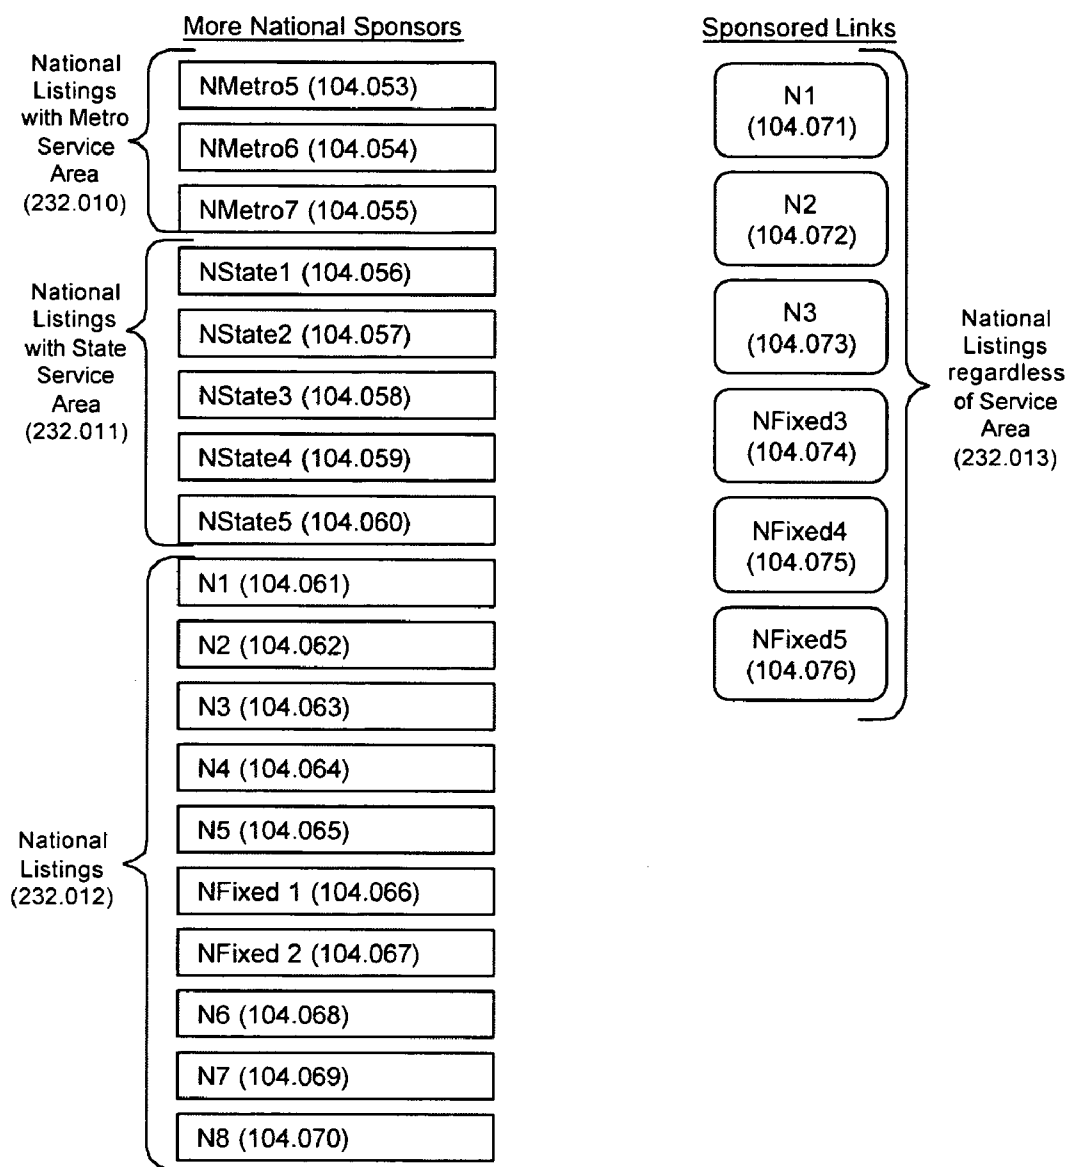 More National Sponsors
National
Listings
with Metro
Service
Area
(232.010)
NMetro5 (104.053)
NMetro6 (104.054)
NMetro7 (104.055)
National
Listings
with State
Service
Area
(232.011)
NState1 (104.056)
NState2 (104.057)
NState3 (104.058)
NState4 (104.059)
NState5 (104.060)
National
Listings
(232.012)
N1 (104.061)
N2 (104.062)
N3 (104.063)
N4 (104.064)
N5 (104.065)
NFixed 1 (104.066)
NFixed 2 (104.067)
N6 (104.068)
N7 (104.069)
N8 (104.070)
Sponsored Links
N1
(104.071)
N2
(104.072)
N3
(104.073)
NFixed3
(104.074)
NFixed4
(104.075)
NFixed5
(104.076)
National
Listings
regardless
of Service
Area
(232.013)